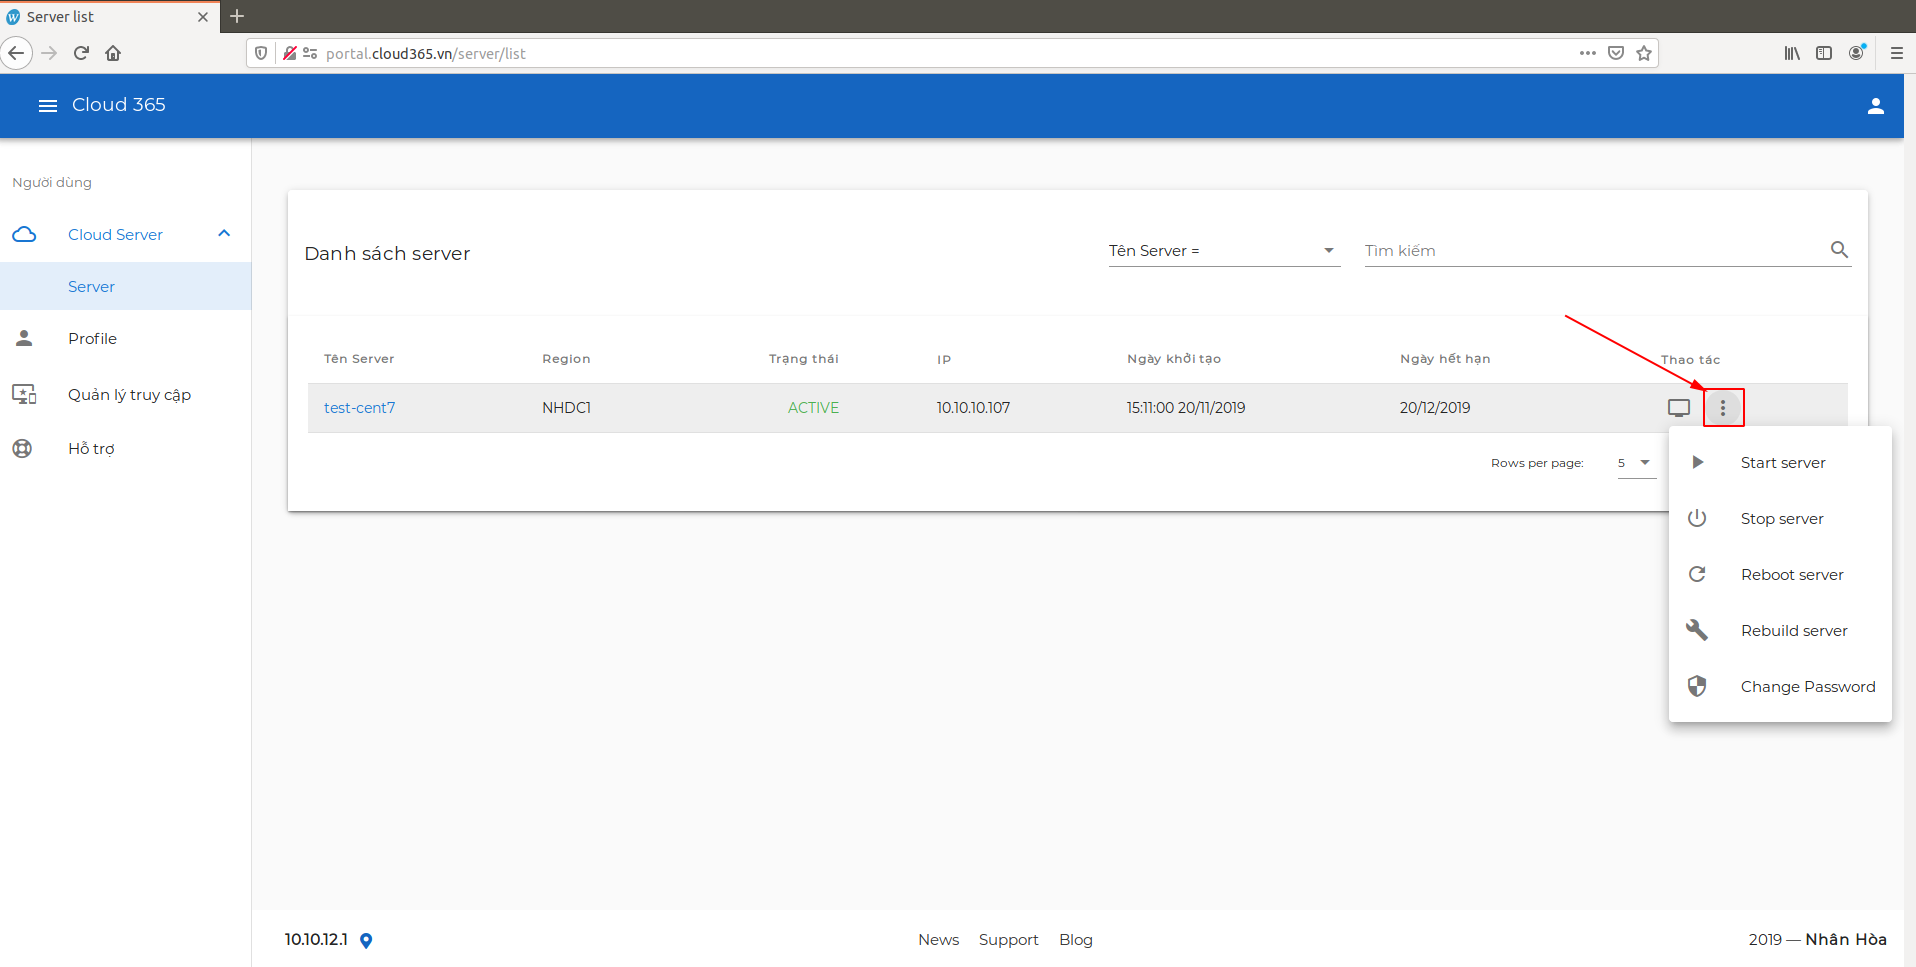 Server list
portal.cloud365.vn/server/list
Cloud 365
Người dùng
Cloud Server
Server
Profile
Quản lý truy cập
Hỗ trợ
Danh sách server
Tên Server =
Tìm kiếm
Tên Server Region Trạng thái IP Ngày khởi tạo Ngày hết hạn Thao tác
test-cent7 NHDC1 ACTIVE 10.10.10.107 15:11:00 20/11/2019 20/12/2019
Rows per page: 5
Start server
Stop server
Reboot server
Rebuild server
Change Password
10.10.12.1 News Support Blog 2019 — Nhân Hòa